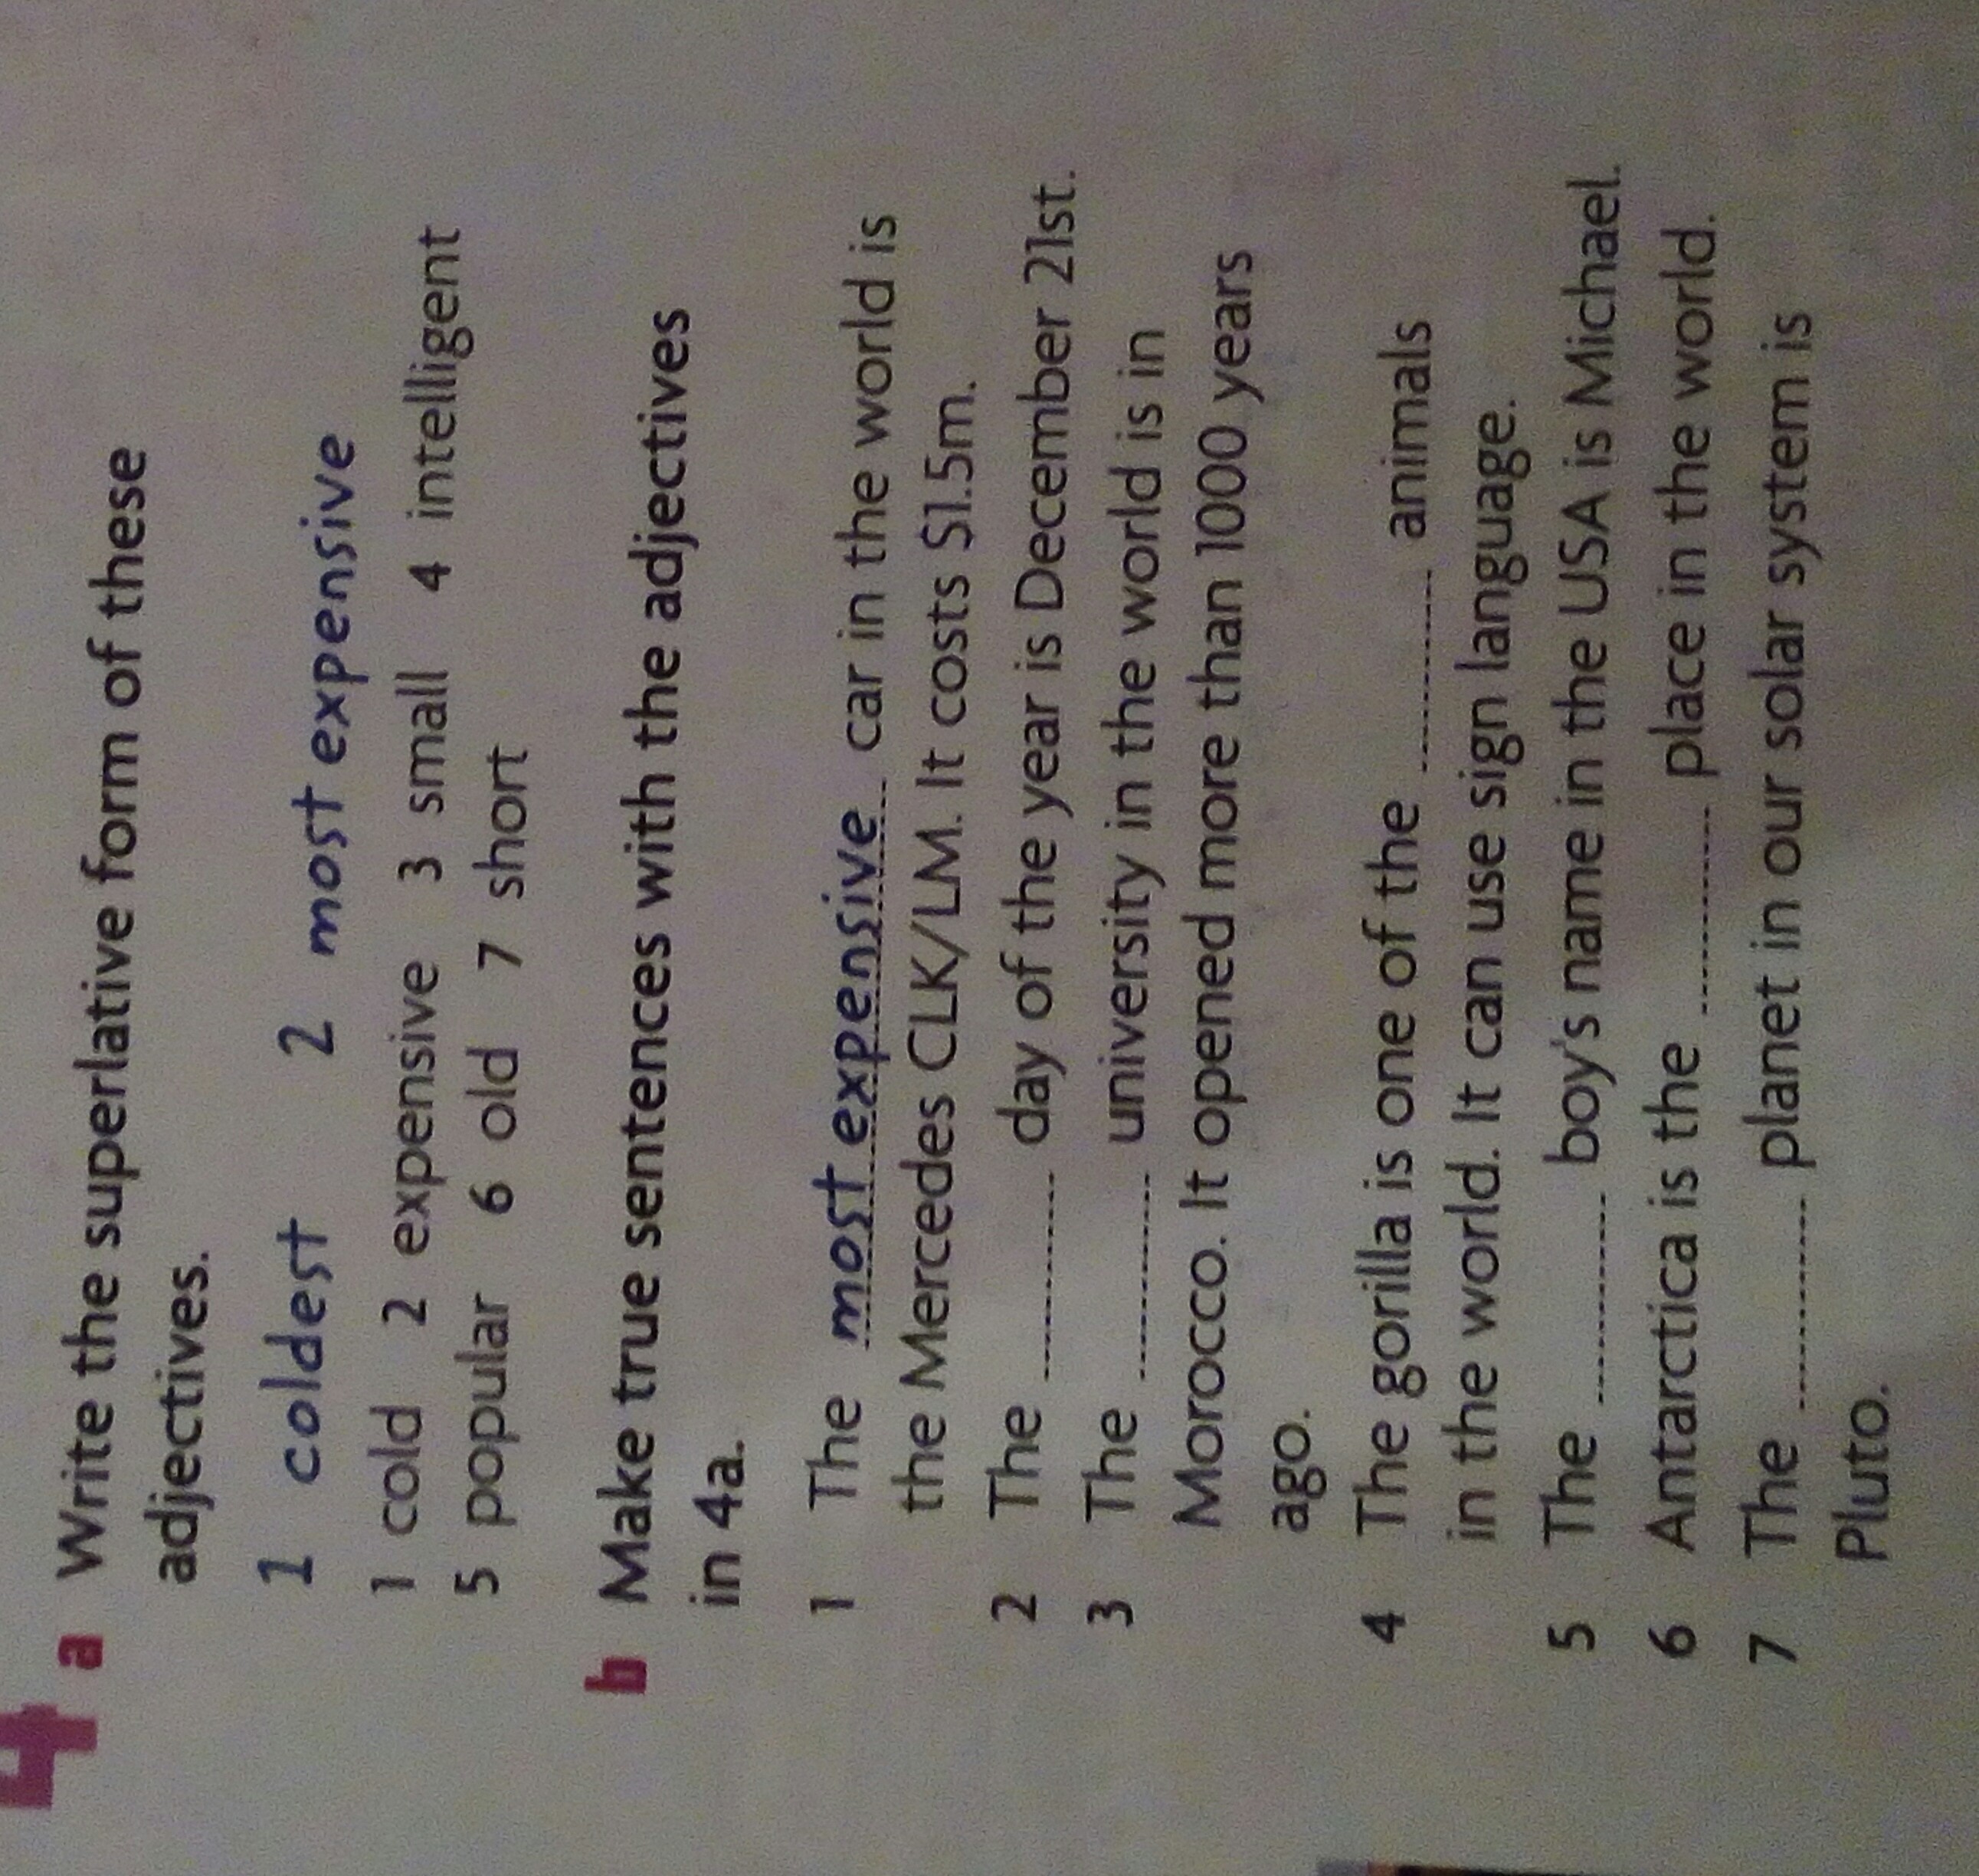 4 a Write the superlative form of these
adjectives.
1 coldest 2 most expensive
1 cold 2 expensive 3 small 4 intelligent
5 popular 6 old 7 short
b Make true sentences with the adjectives
in 4a.
1 The most expensive car in the world is
the Mercedes CLK/LM. It costs $1.5m.
2 The ............ day of the year is December 21st.
3 The ............ university in the world is in
Morocco. It opened more than 1000 years
ago.
4 The gorilla is one of the ............ animals
in the world. It can use sign language.
5 The ............ boy's name in the USA is Michael.
6 Antarctica is the ............ place in the world.
7 The ............ planet in our solar system is
Pluto.